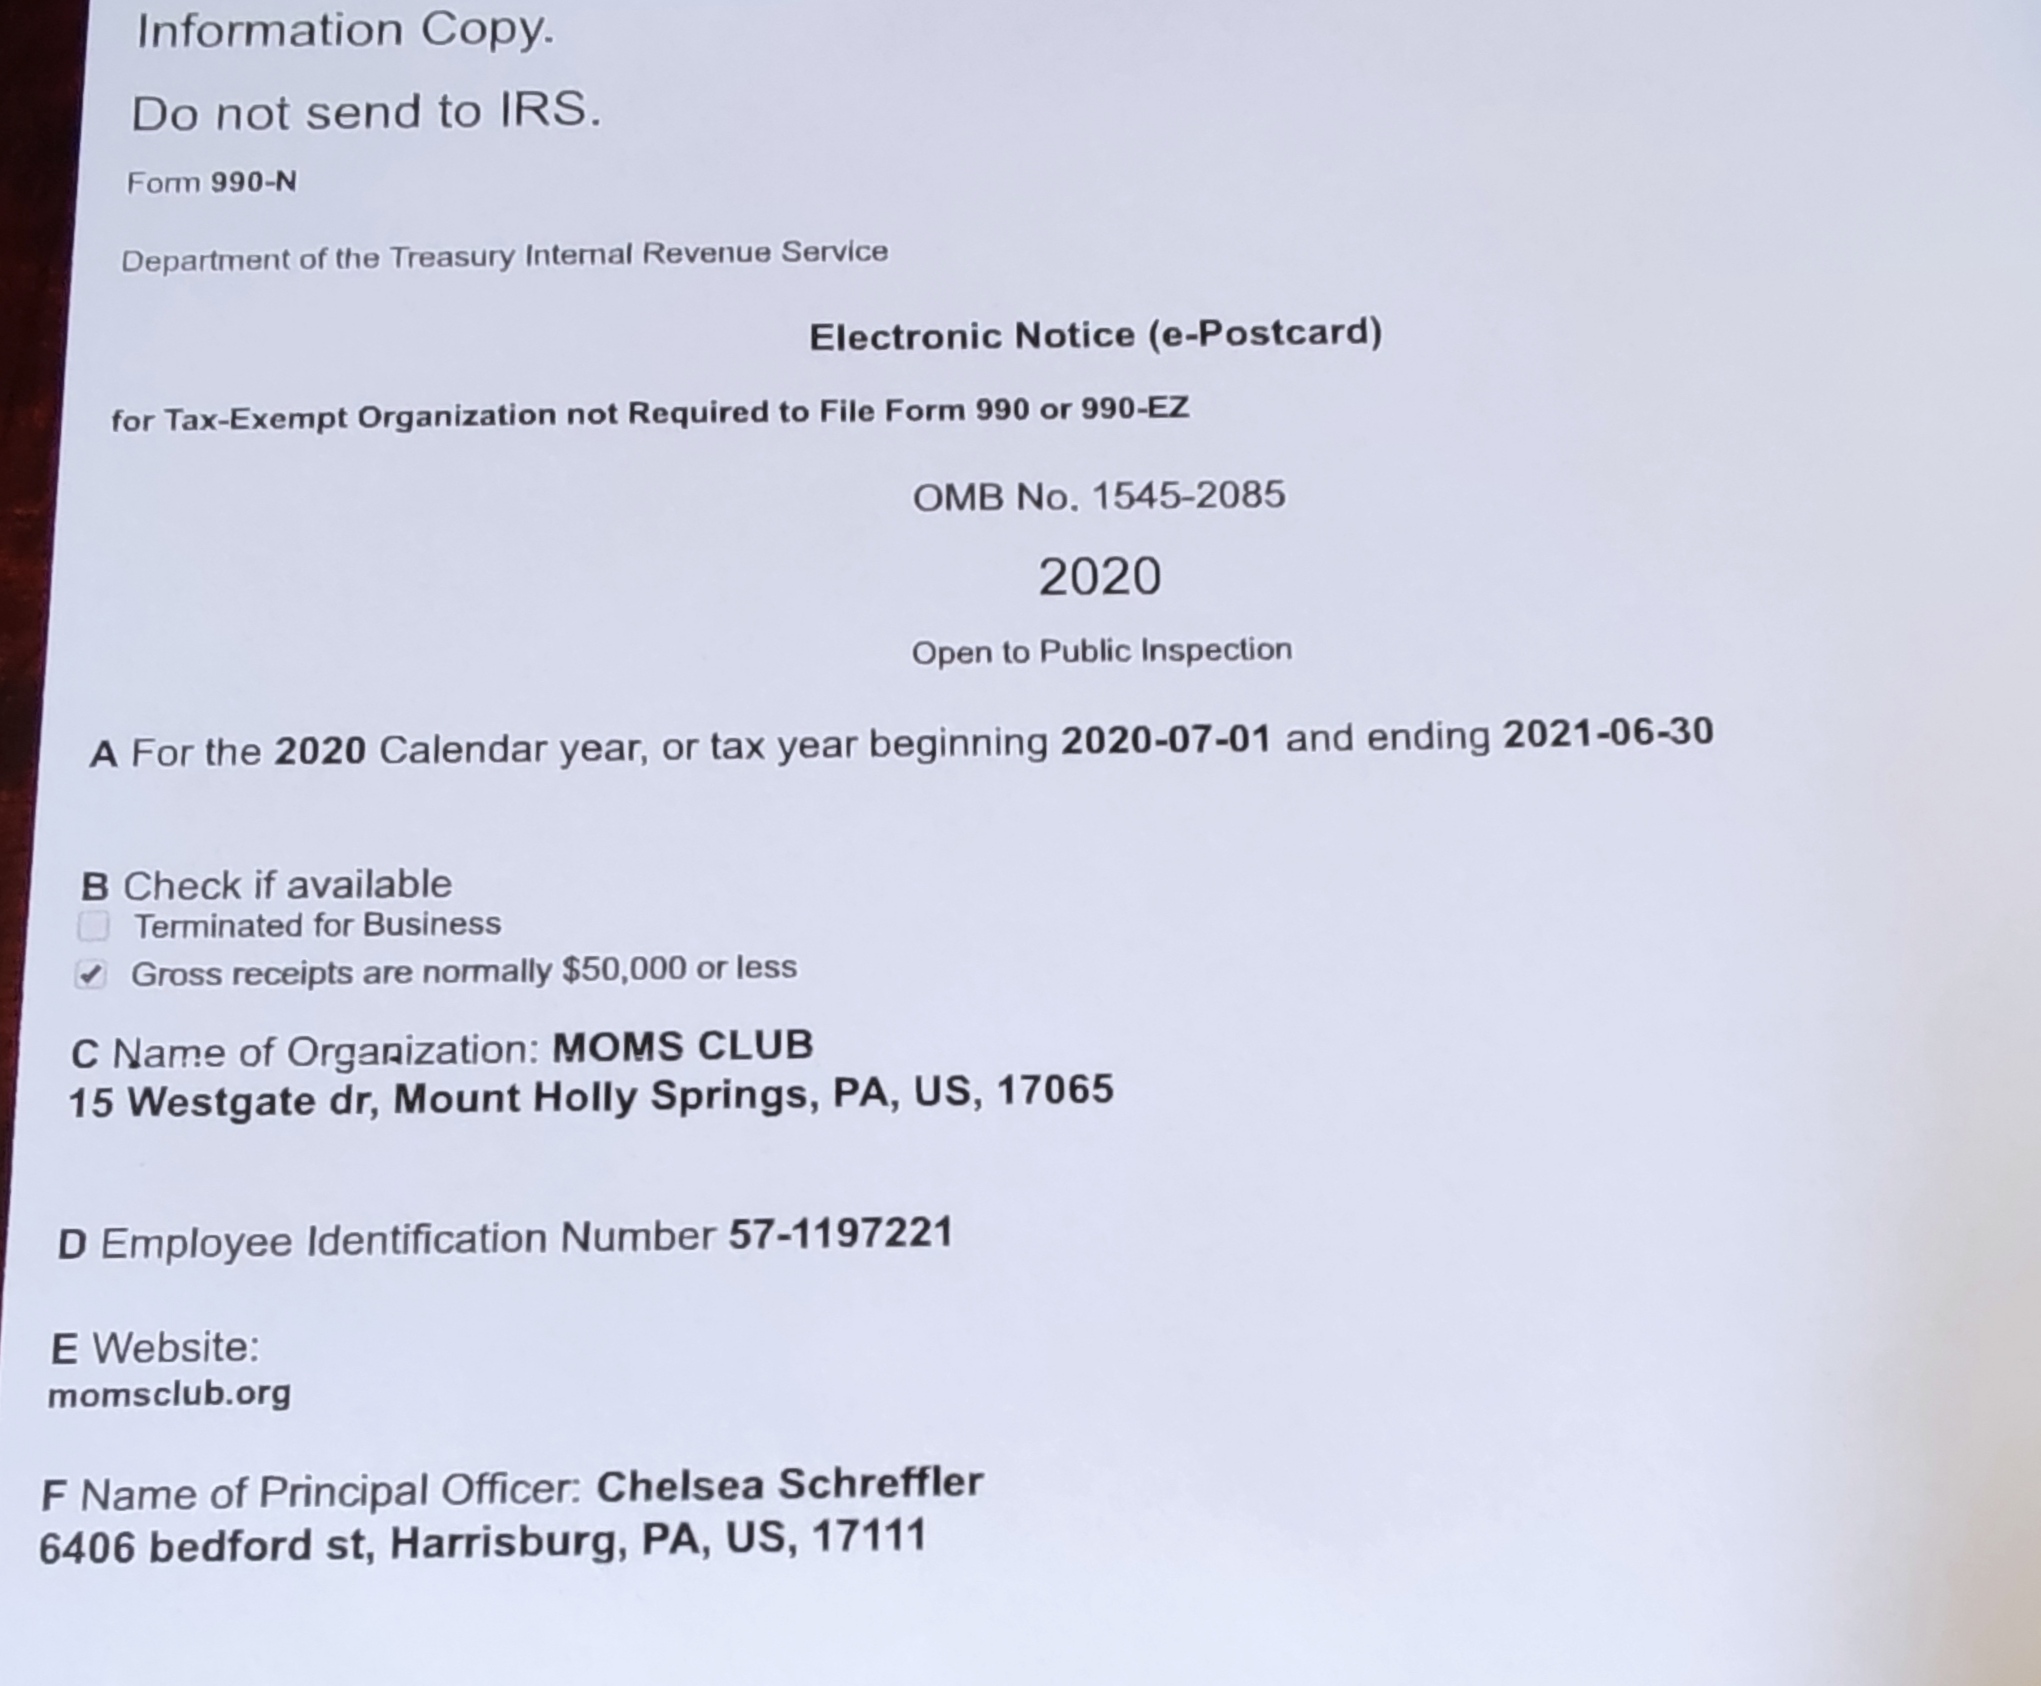 Information Copy.
Do not send to IRS.
Form 990-N
Department of the Treasury Internal Revenue Service
Electronic Notice (e-Postcard)
for Tax-Exempt Organization not Required to File Form 990 or 990-EZ
OMB No. 1545-2085
2020
Open to Public Inspection
A For the 2020 Calendar year, or tax year beginning 2020-07-01 and ending 2021-06-30
B Check if available
Terminated for Business
✔ Gross receipts are normally $50,000 or less
C Name of Organization: MOMS CLUB
15 Westgate dr, Mount Holly Springs, PA, US, 17065
D Employee Identification Number 57-1197221
E Website:
momsclub.org
F Name of Principal Officer: Chelsea Schreffler
6406 bedford st, Harrisburg, PA, US, 17111